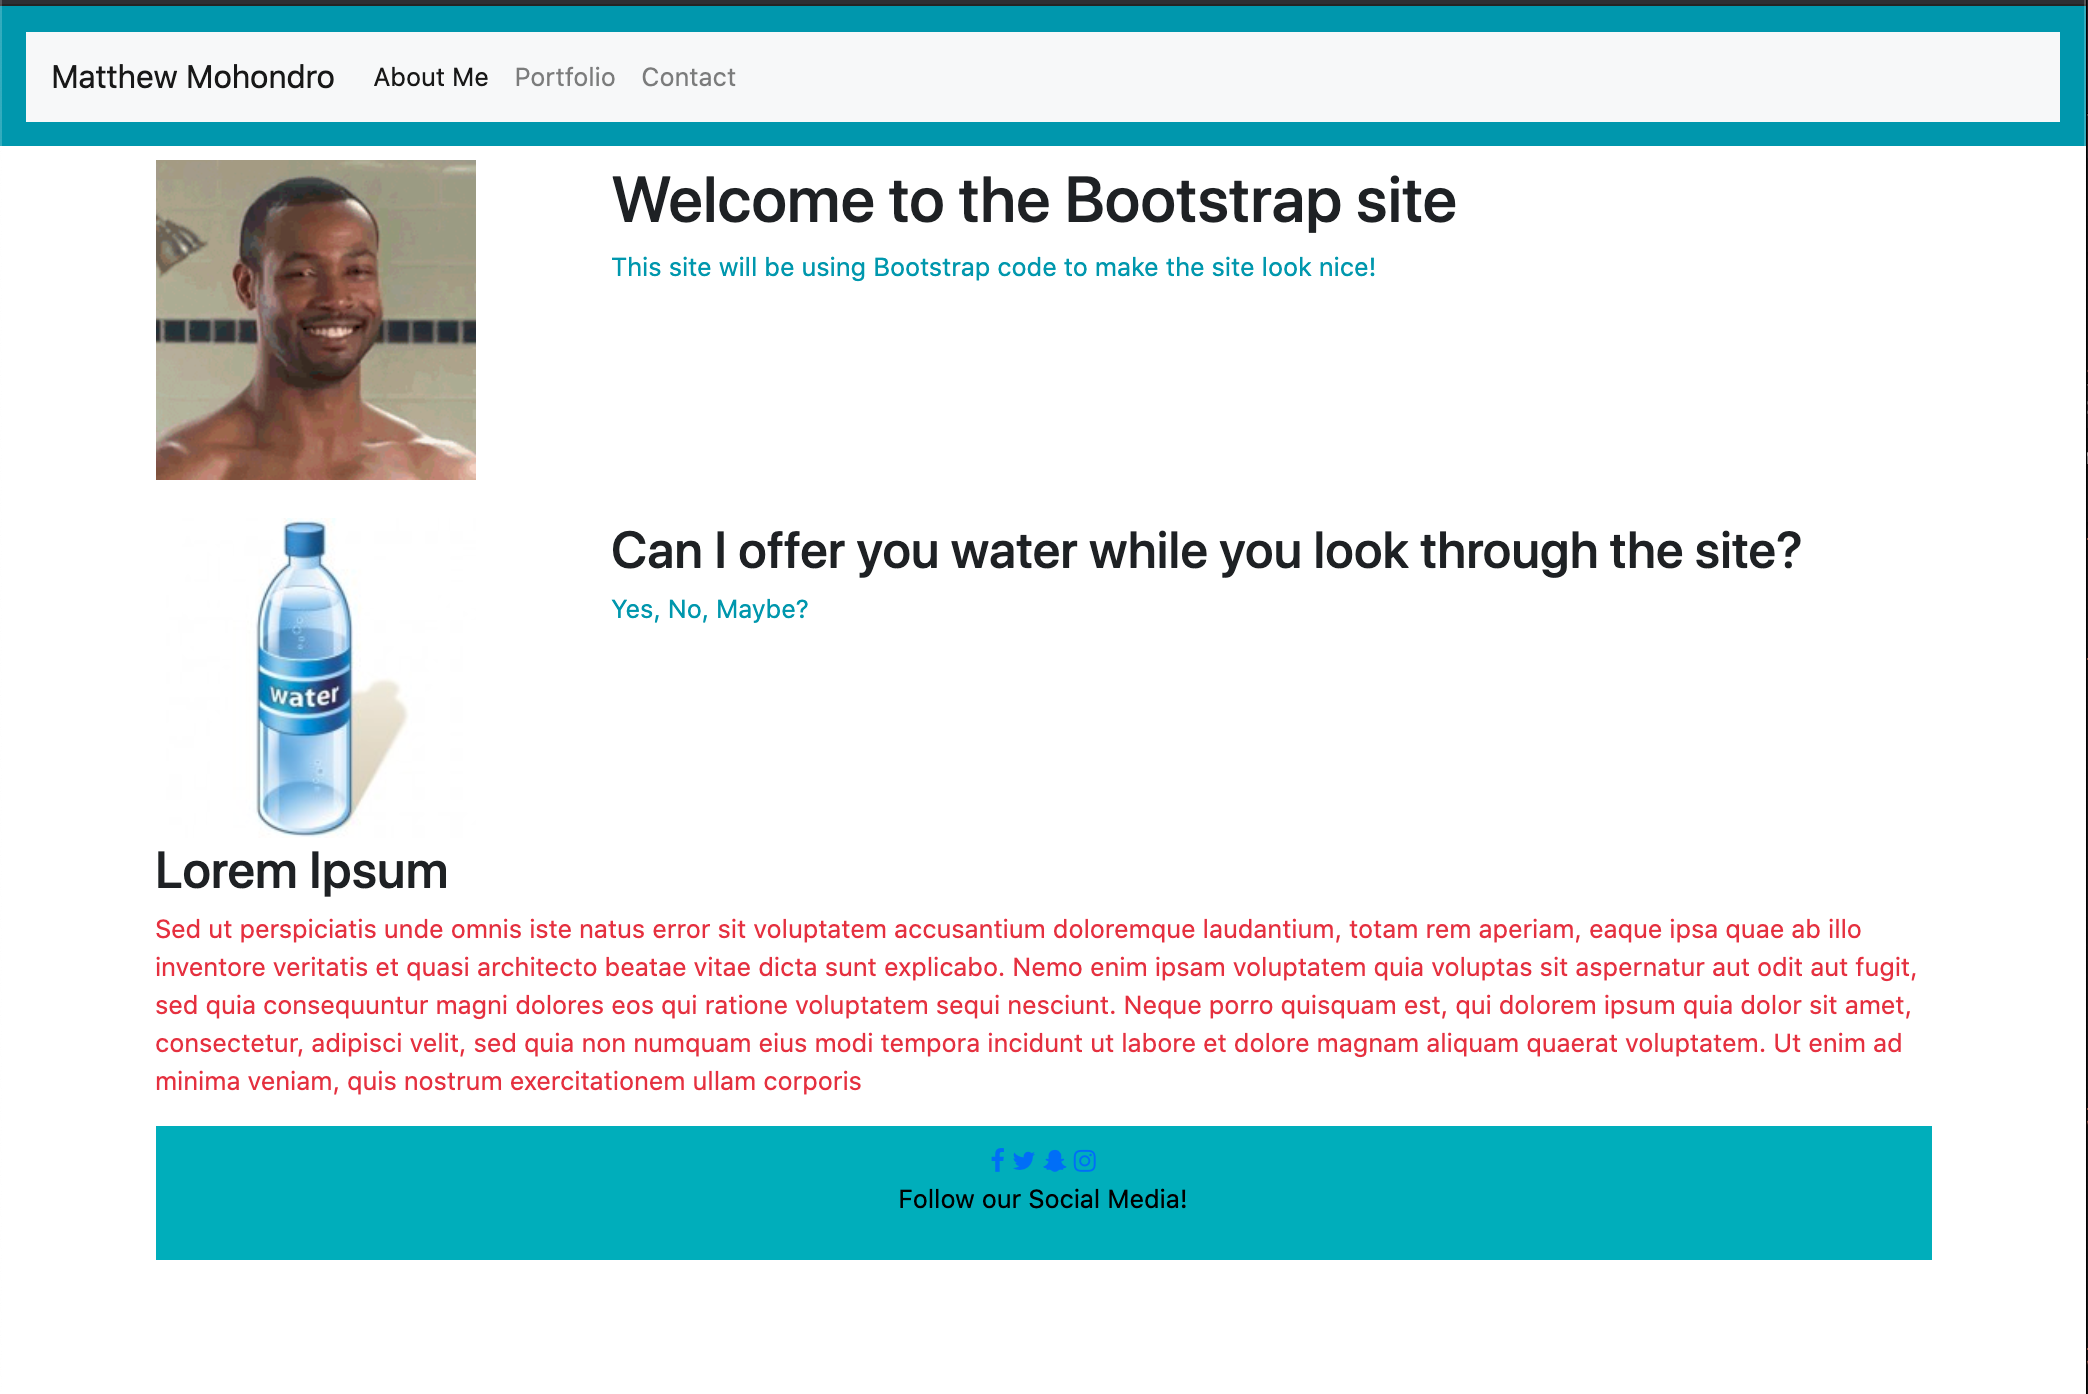 Matthew Mohondro About Me Portfolio Contact
Welcome to the Bootstrap site
This site will be using Bootstrap code to make the site look nice!
Can I offer you water while you look through the site?
Yes, No, Maybe?
water
Lorem Ipsum
Sed ut perspiciatis unde omnis iste natus error sit voluptatem accusantium doloremque laudantium, totam rem aperiam, eaque ipsa quae ab illo
inventore veritatis et quasi architecto beatae vitae dicta sunt explicabo. Nemo enim ipsam voluptatem quia voluptas sit aspernatur aut odit aut fugit,
sed quia consequuntur magni dolores eos qui ratione voluptatem sequi nesciunt. Neque porro quisquam est, qui dolorem ipsum quia dolor sit amet,
consectetur, adipisci velit, sed quia non numquam eius modi tempora incidunt ut labore et dolore magnam aliquam quaerat voluptatem. Ut enim ad
minima veniam, quis nostrum exercitationem ullam corporis
Follow our Social Media!